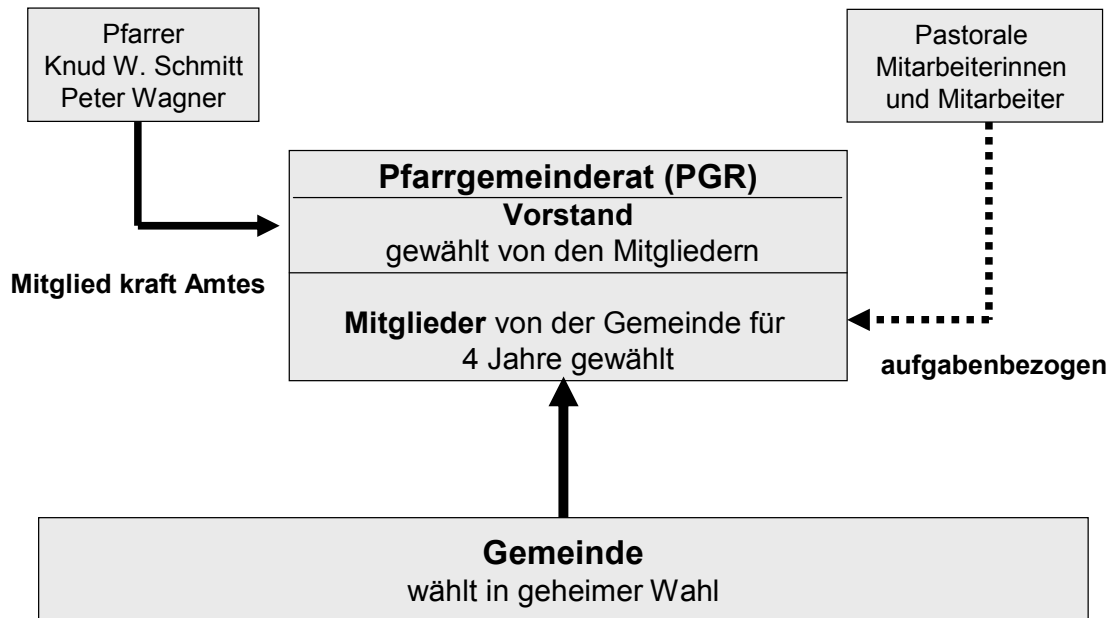 Pfarrer
Knud W. Schmitt
Peter Wagner
Pastorale
Mitarbeiterinnen
und Mitarbeiter
Pfarrgemeinderat (PGR)
Vorstand
gewählt von den Mitgliedern
Mitglied kraft Amtes
Mitglieder von der Gemeinde für
4 Jahre gewählt
aufgabenbezogen
Gemeinde
wählt in geheimer Wahl